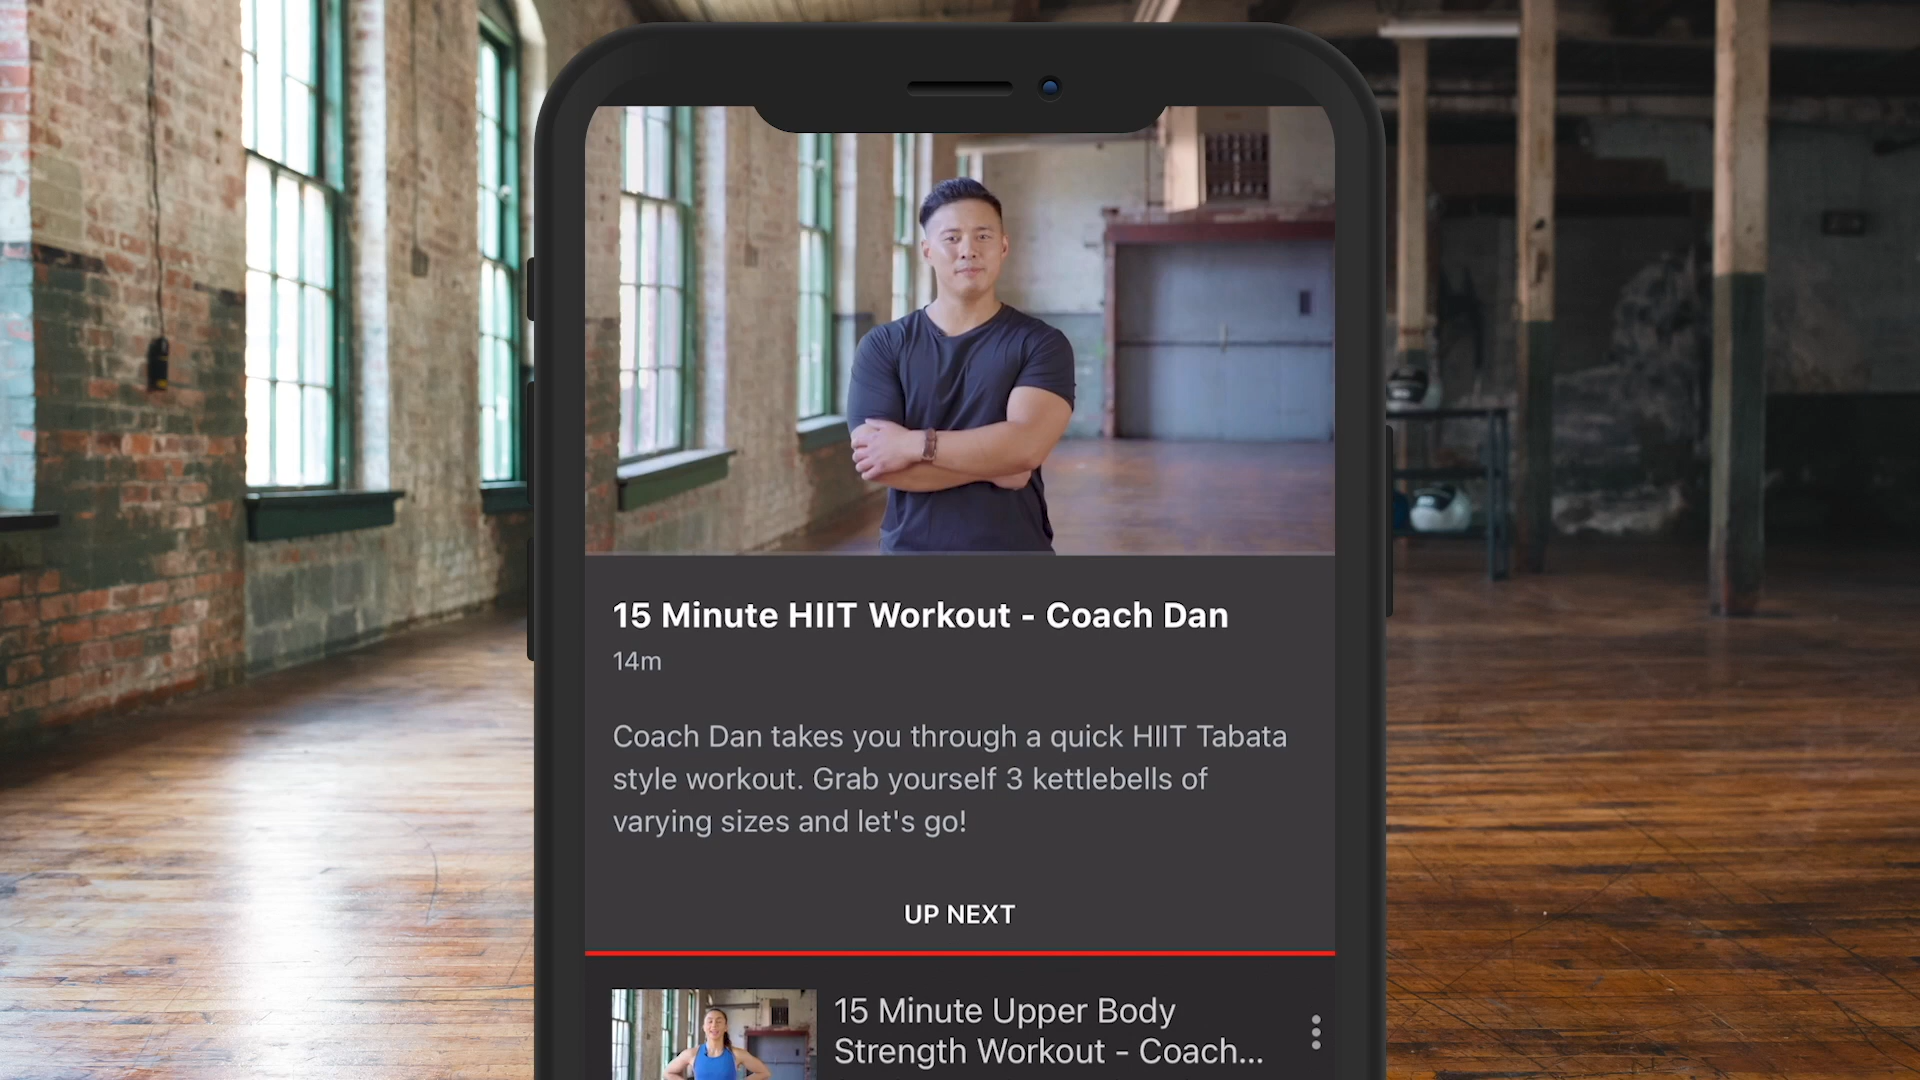 15 Minute HIIT Workout - Coach Dan
14m
Coach Dan takes you through a quick HIIT Tabata
style workout. Grab yourself 3 kettlebells of
varying sizes and let's go!
UP NEXT
15 Minute Upper Body
Strength Workout - Coach...